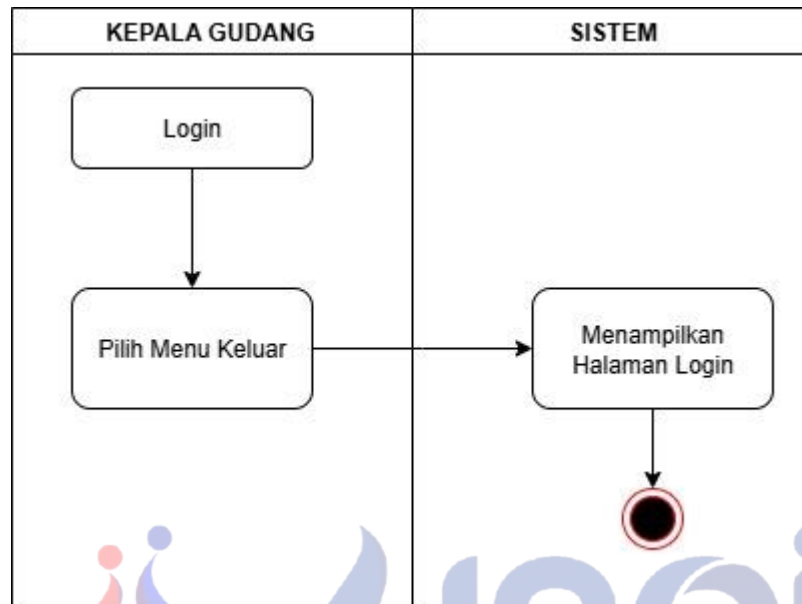 KEPALA GUDANG
SISTEM
Login
Pilih Menu Keluar
Menampilkan
Halaman Login